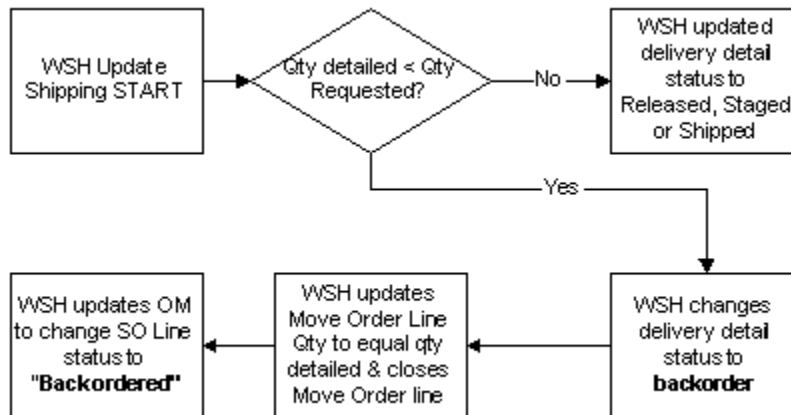 WSH Update
Shipping START
Qty detailed < Qty
Requested?
No
WSH updated
delivery detail
status to
Released, Staged
or Shipped
Yes
WSH updates OM
to change SO Line
status to
"Backordered"
WSH updates
Move Order Line
Qty to equal qty
detailed & closes
Move Order line
WSH changes
delivery detail
status to
backorder